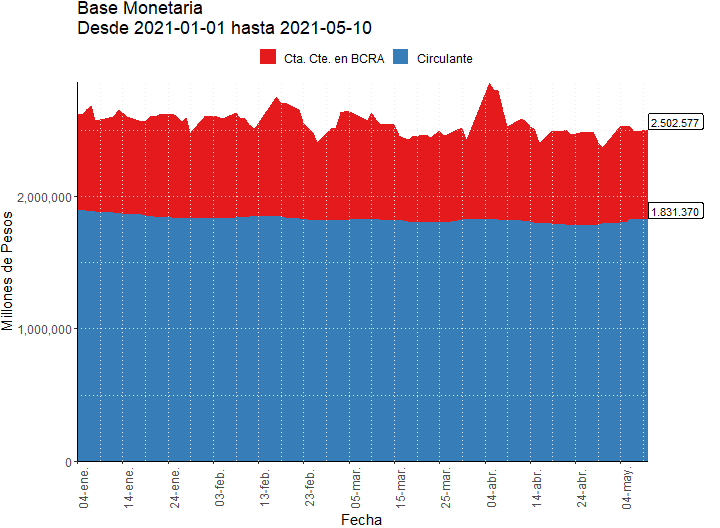 Base Monetaria
Desde 2021-01-01 hasta 2021-05-10
Cta. Cte. en BCRA
Circulante
Millones de Pesos
2,000,000
1,000,000
0
2.502.577
1.831.370
04-ene.
14-ene.
24-ene.
03-feb.
13-feb.
23-feb.
05-mar.
15-mar.
25-mar.
04-abr.
14-abr.
24-abr.
04-may.
Fecha